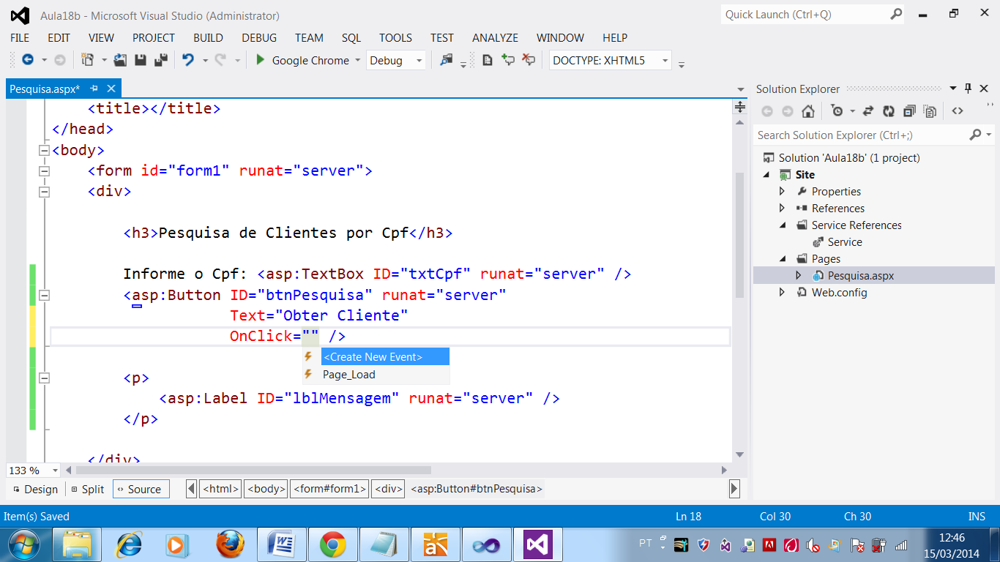 Aula18b - Microsoft Visual Studio (Administrator)
Quick Launch (Ctrl+Q)
FILE EDIT VIEW PROJECT BUILD DEBUG TEAM SQL TOOLS TEST ANALYZE WINDOW HELP
Google Chrome Debug DOCTYPE: XHTML5
Pesquisa.aspx*
<title></title>
</head>
<body>
<form id="form1" runat="server">
<div>
<h3>Pesquisa de Clientes por Cpf</h3>
Informe o Cpf: <asp:TextBox ID="txtCpf" runat="server" />
<asp:Button ID="btnPesquisa" runat="server"
Text="Obter Cliente"
OnClick="" />
<Create New Event>
Page_Load
<p>
<asp:Label ID="lblMensagem" runat="server" />
</p>
</div>
133 %
Design Split Source <html> <body> <form#form1> <div> <asp:Button#btnPesquisa>
Solution Explorer
Search Solution Explorer (Ctrl+;)
Solution 'Aula18b' (1 project)
Site
Properties
References
Service References
Service
Pages
Pesquisa.aspx
Web.config
Item(s) Saved Ln 18 Col 30 Ch 30 INS
PT
12:46
15/03/2014